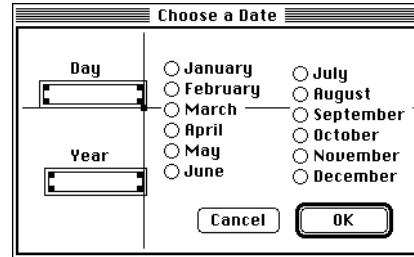 Choose a Date
Day
Year
January
February
March
April
May
June
July
August
September
October
November
December
Cancel
OK